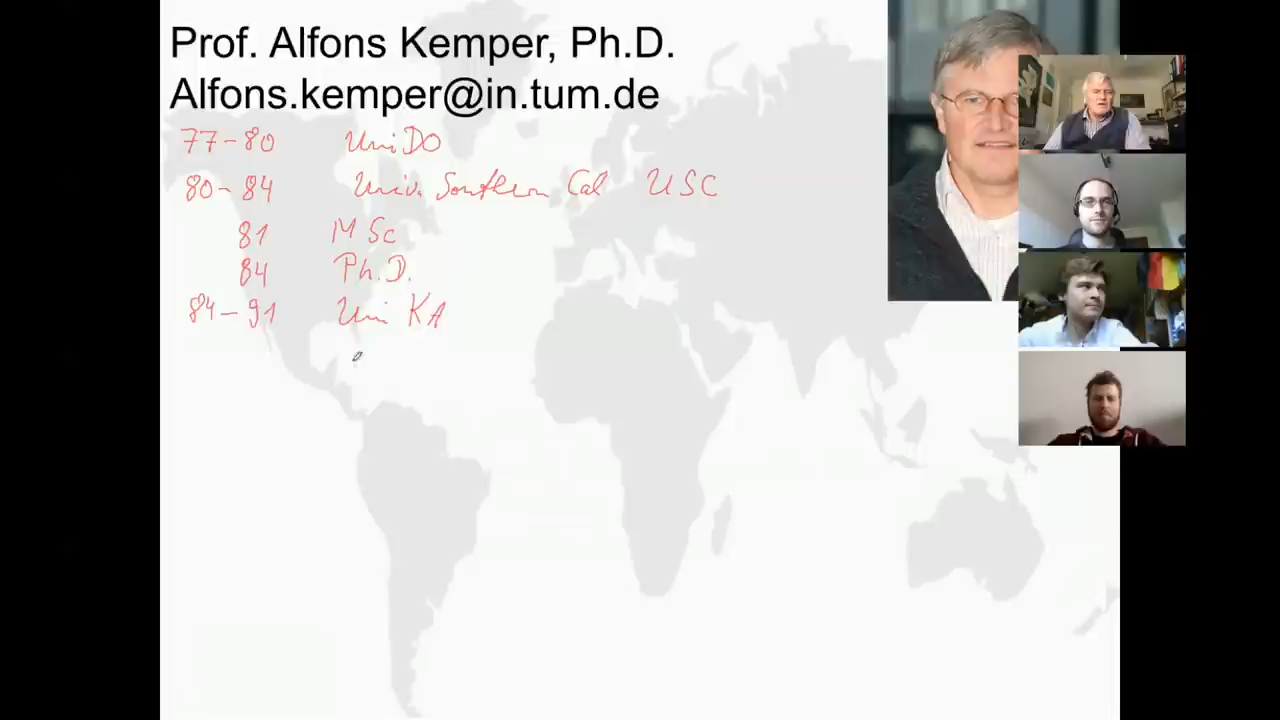 Prof. Alfons Kemper, Ph.D.
Alfons.kemper@in.tum.de
77-80 Uni DO
80-84 Univ. Southern Cal USC
81 MSc
84 Ph.D.
84-91 Uni KA